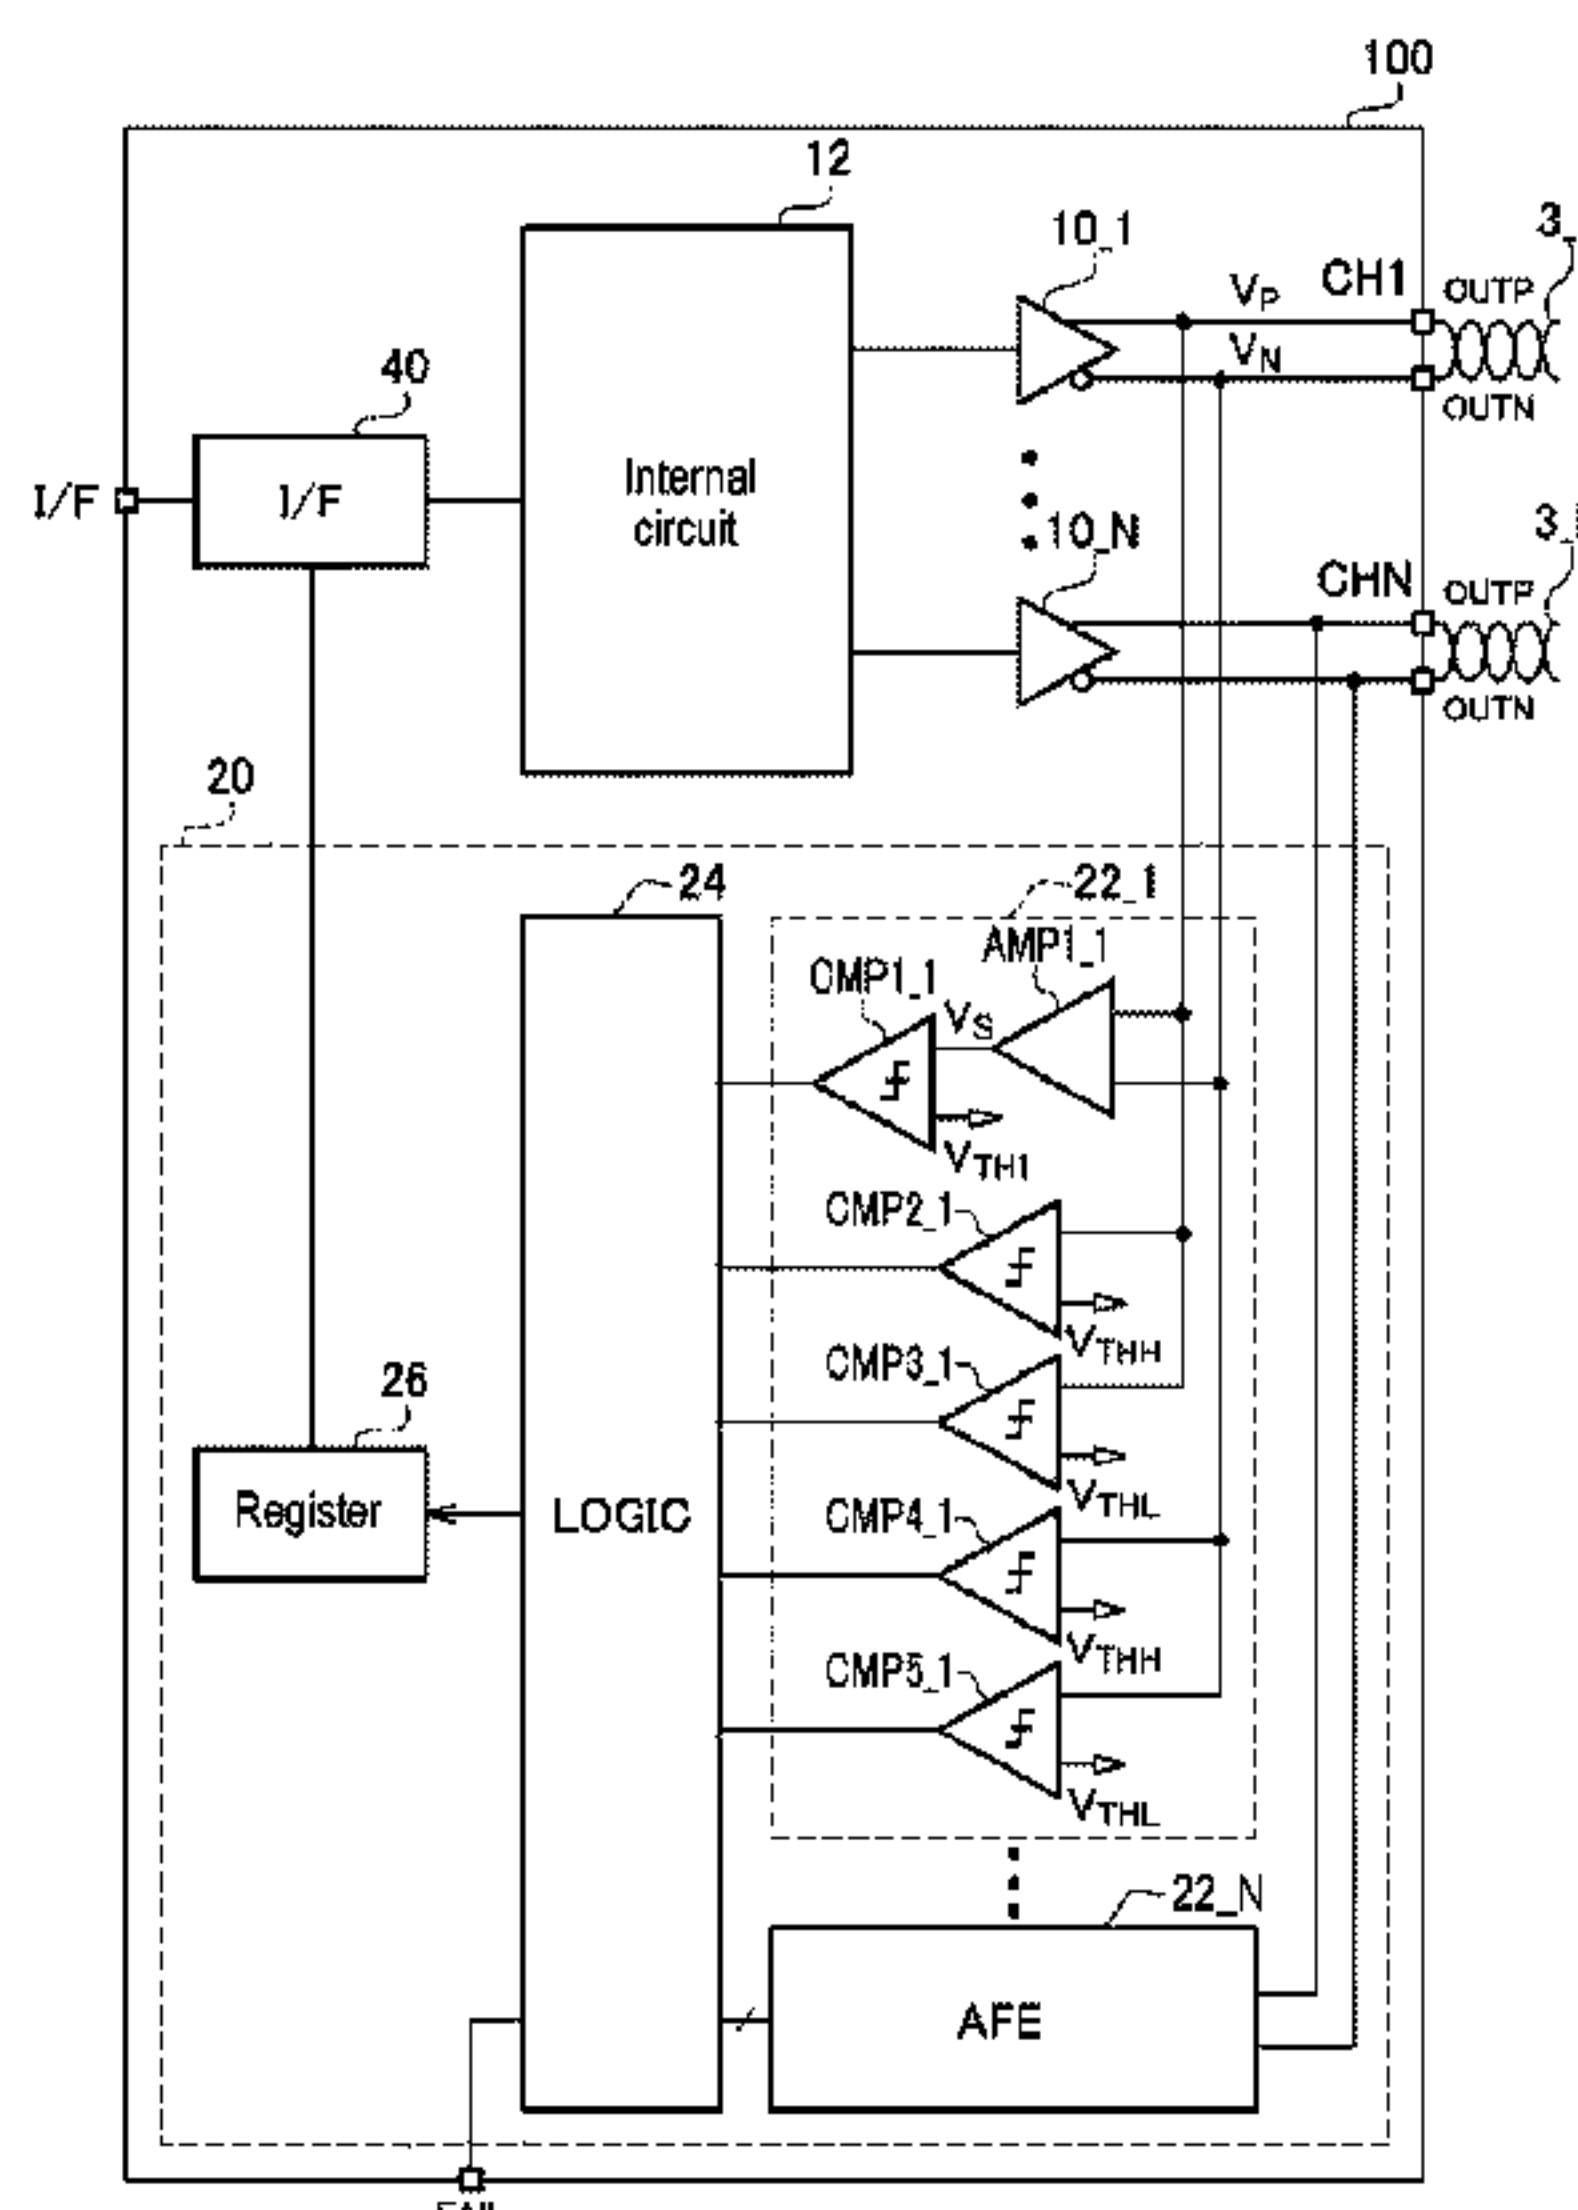 100
12
10_1
3_
CH1
OUTP
VP
VN
OUTN
40
I/F
I/F
Internal
circuit
10_N
CHN
OUTP
OUTN
20
24
22_1
AMP1_1
CMP1_1
VS
VTH1
CMP2_1
VTHH
CMP3_1
VTHL
26
Register
LOGIC
CMP4_1
VTHH
CMP5_1
VTHL
22_N
AFE